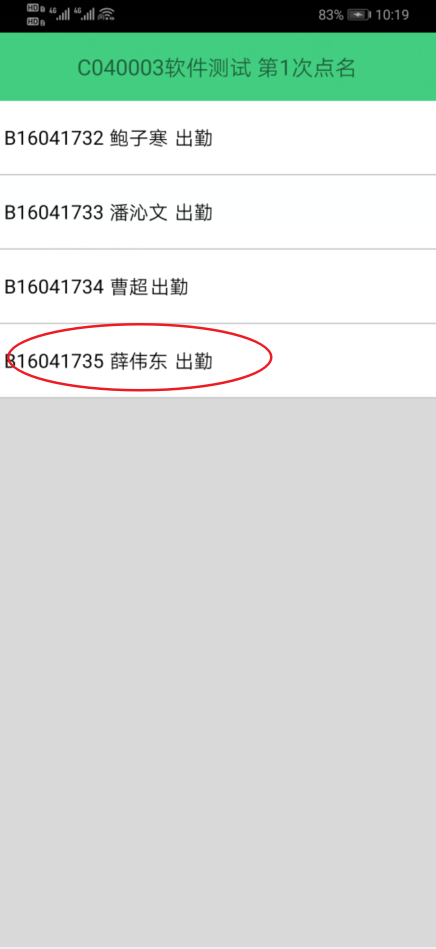 83% 10:19
C040003软件测试 第1次点名
B16041732 鲍子寒 出勤
B16041733 潘沁文 出勤
B16041734 曹超出勤
B16041735 薛伟东 出勤